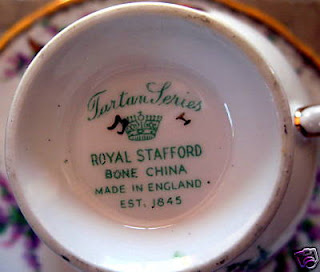 Tartan Series
H
ROYAL STAFFORD
BONE CHINA
MADE IN ENGLAND
EST. 1845